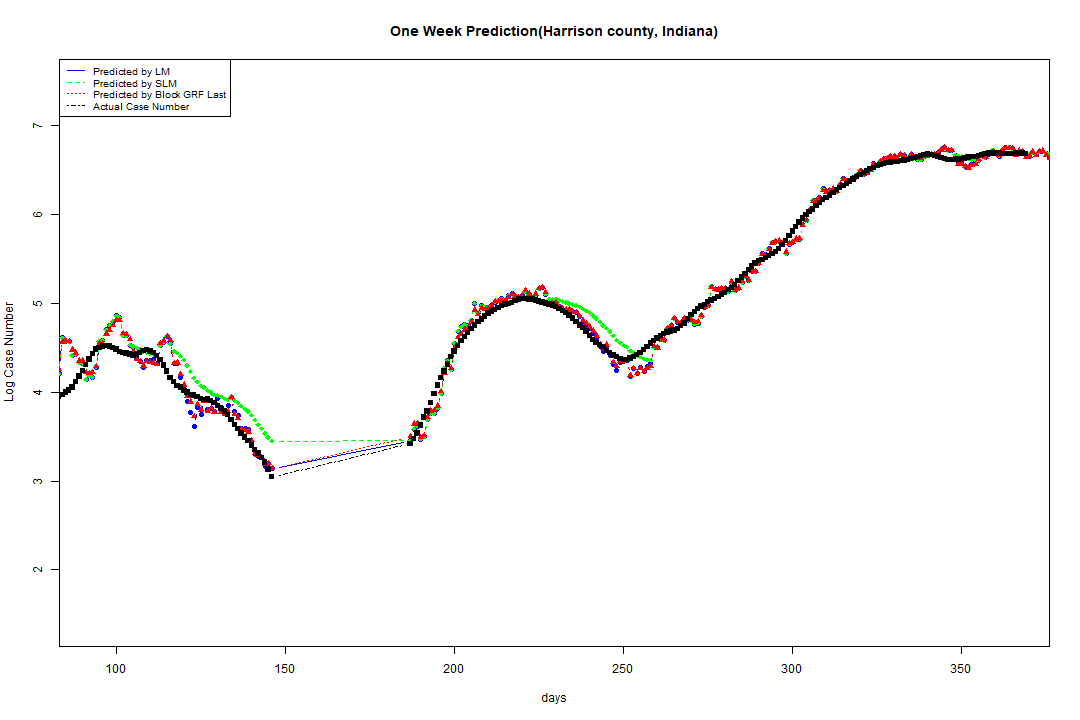 One Week Prediction(Harrison county, Indiana)
Predicted by LM
Predicted by SLM
Predicted by Block GRF Last
Actual Case Number
Log Case Number
7
6
5
4
3
2
100 150 200 250 300 350
days